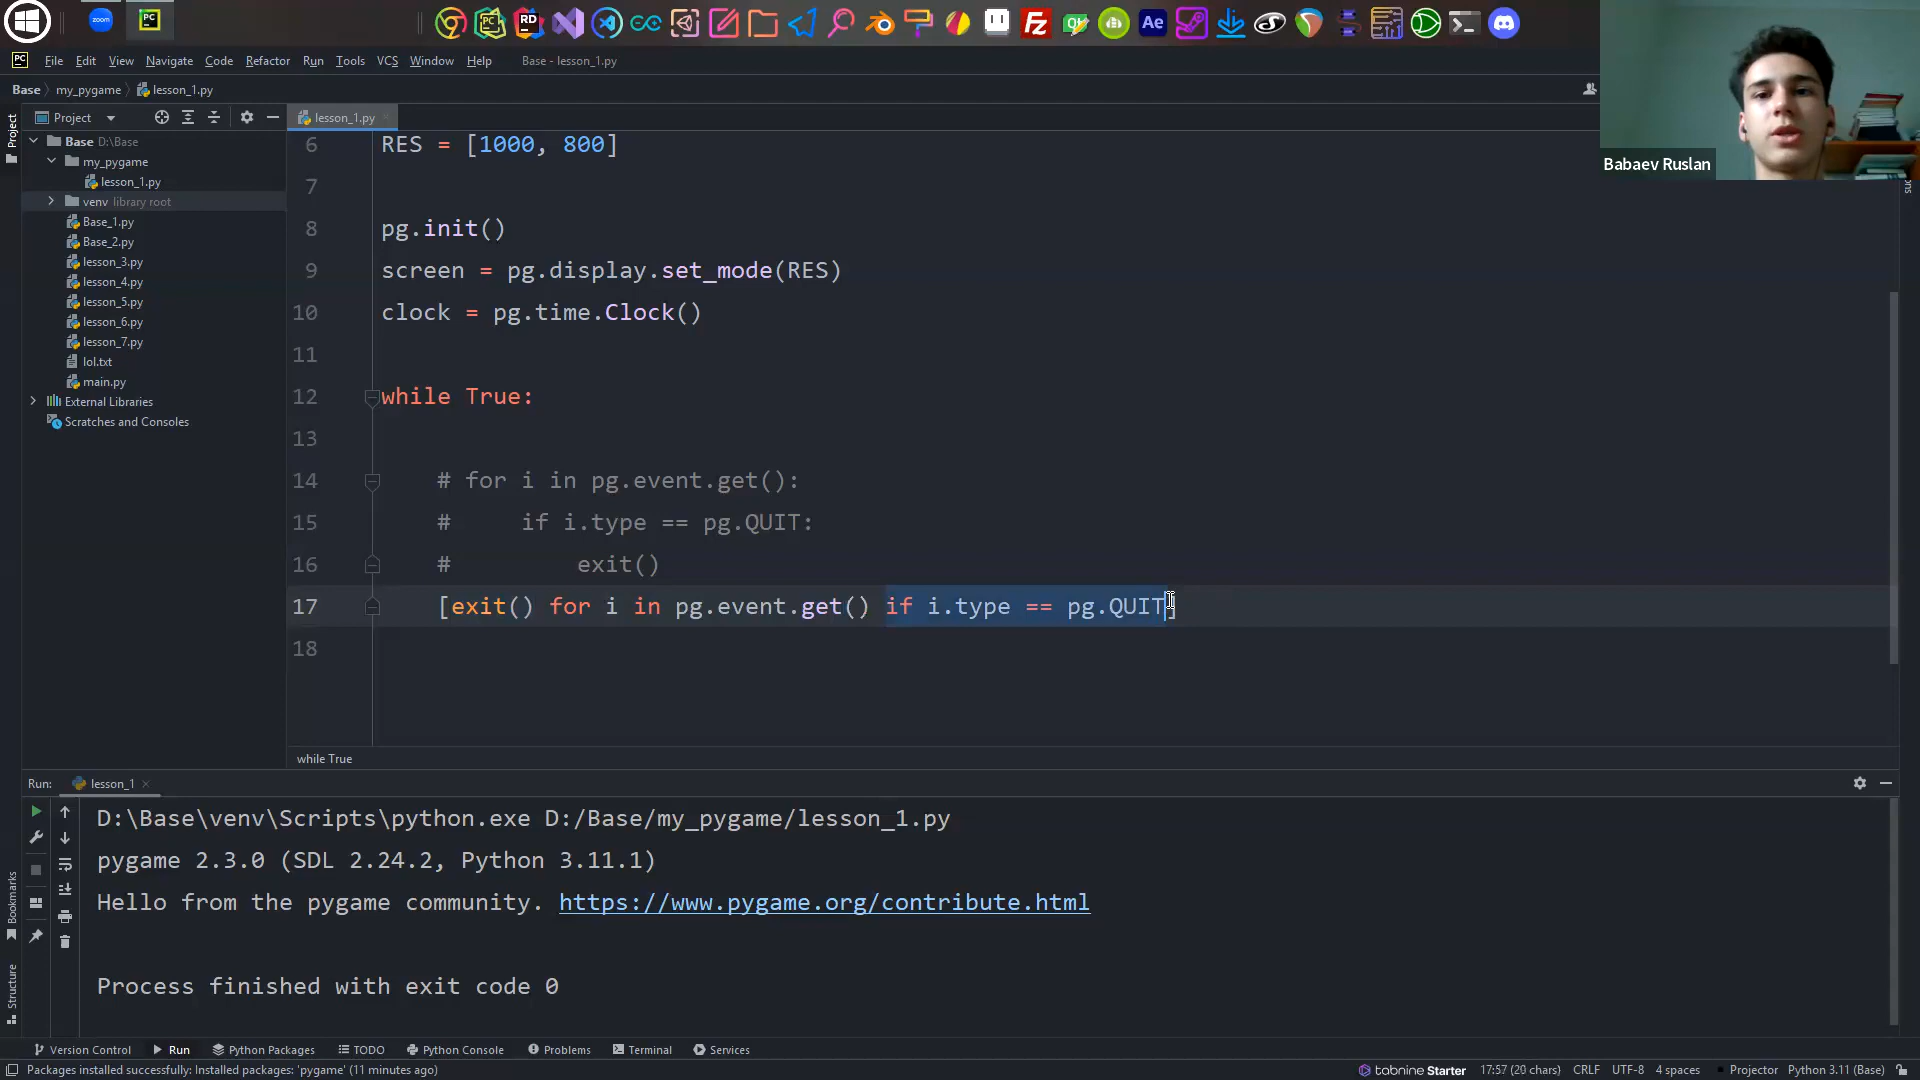 zoom
PC
PC
RD
Fz
Qt
Ae
PC
File Edit View Navigate Code Refactor Run Tools VCS Window Help Base - lesson_1.py
Babaev Ruslan
Base my_pygame lesson_1.py
Project
Project
lesson_1.py
Base D:\Base
my_pygame
lesson_1.py
venv library root
Base_1.py
Base_2.py
lesson_3.py
lesson_4.py
lesson_5.py
lesson_6.py
lesson_7.py
lol.txt
main.py
External Libraries
Scratches and Consoles
6 RES = [1000, 800]
7
8 pg.init()
9 screen = pg.display.set_mode(RES)
10 clock = pg.time.Clock()
11
12 while True:
13
14 # for i in pg.event.get():
15 # if i.type == pg.QUIT:
16 # exit()
17 [exit() for i in pg.event.get() if i.type == pg.QUIT]
18
while True
Run: lesson_1
D:\Base\venv\Scripts\python.exe D:/Base/my_pygame/lesson_1.py
pygame 2.3.0 (SDL 2.24.2, Python 3.11.1)
Hello from the pygame community. https://www.pygame.org/contribute.html
Process finished with exit code 0
Bookmarks
Structure
Version Control Run Python Packages TODO Python Console Problems Terminal Services
Packages installed successfully: Installed packages: 'pygame' (11 minutes ago)
tabnine Starter 17:57 (20 chars) CRLF UTF-8 4 spaces Projector Python 3.11 (Base)